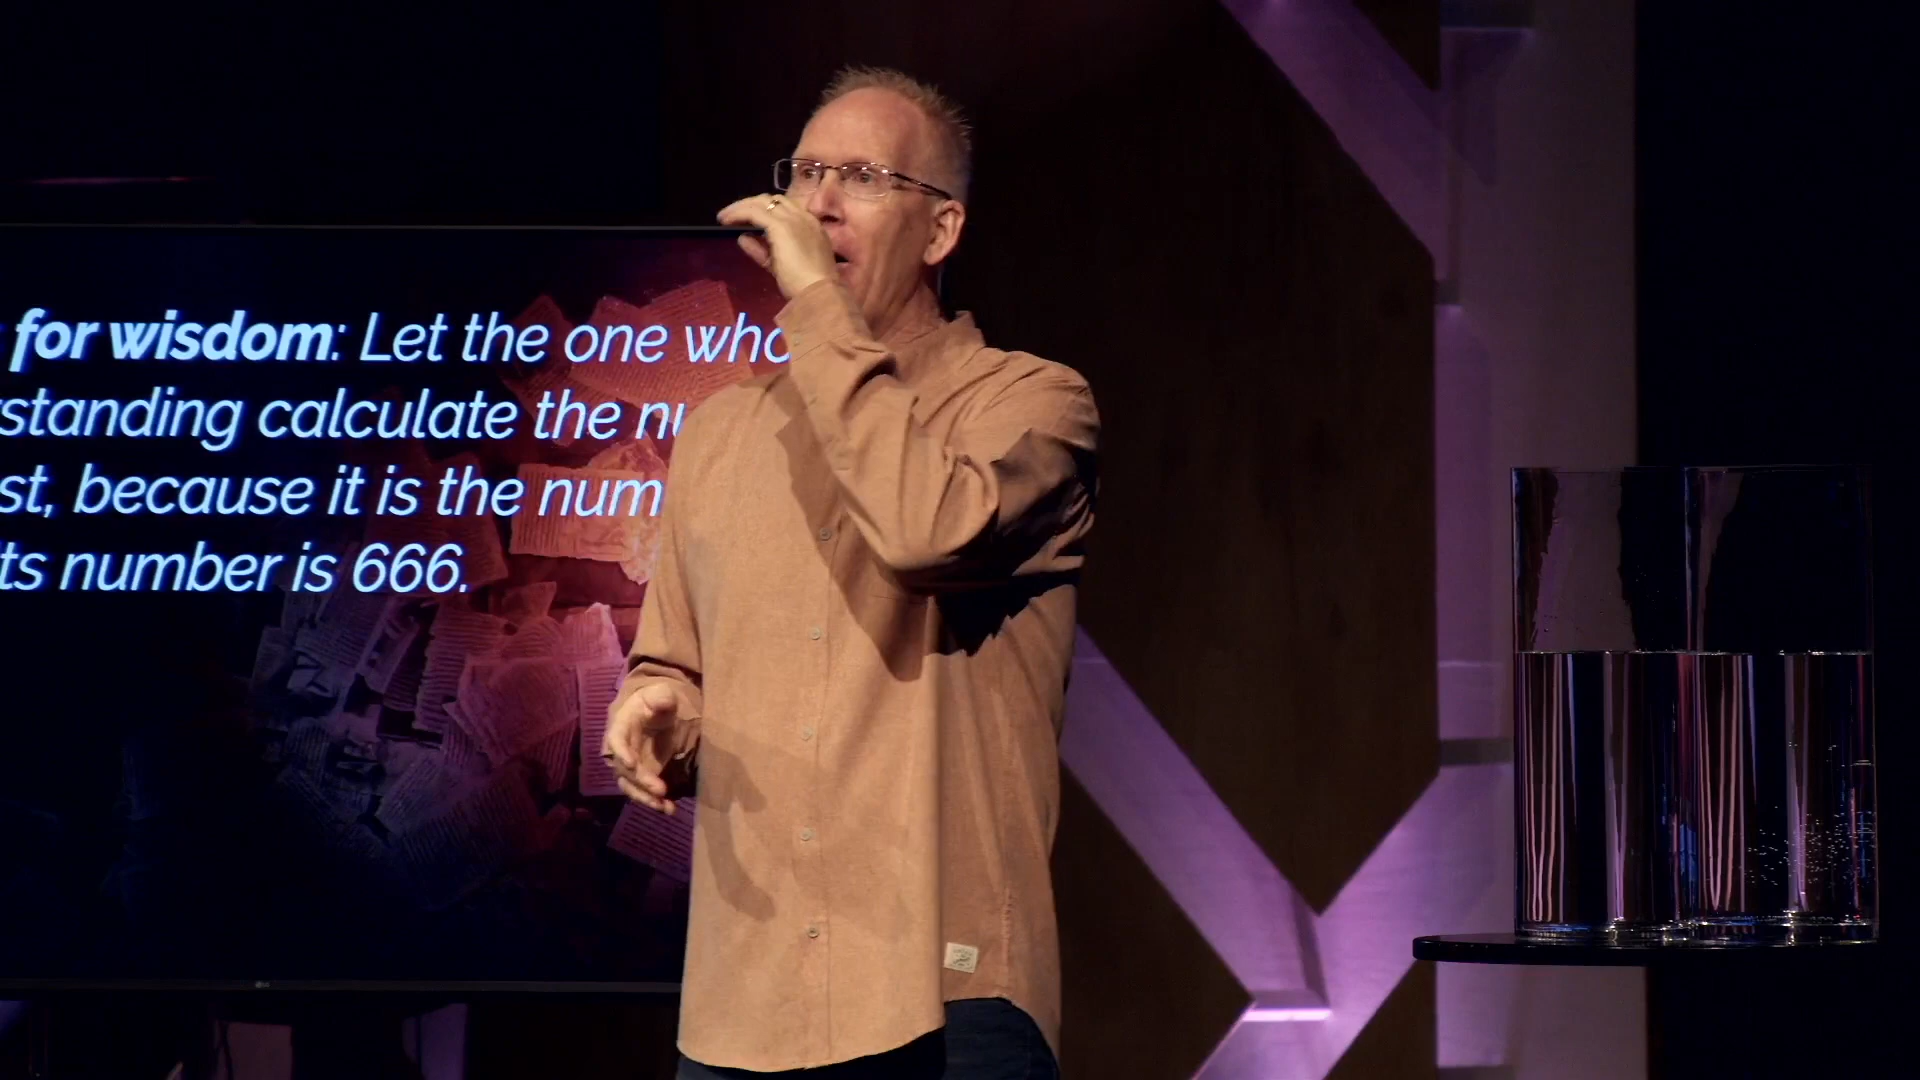 for wisdom: Let the one who
standing calculate the nu
st, because it is the num
ts number is 666.
LG